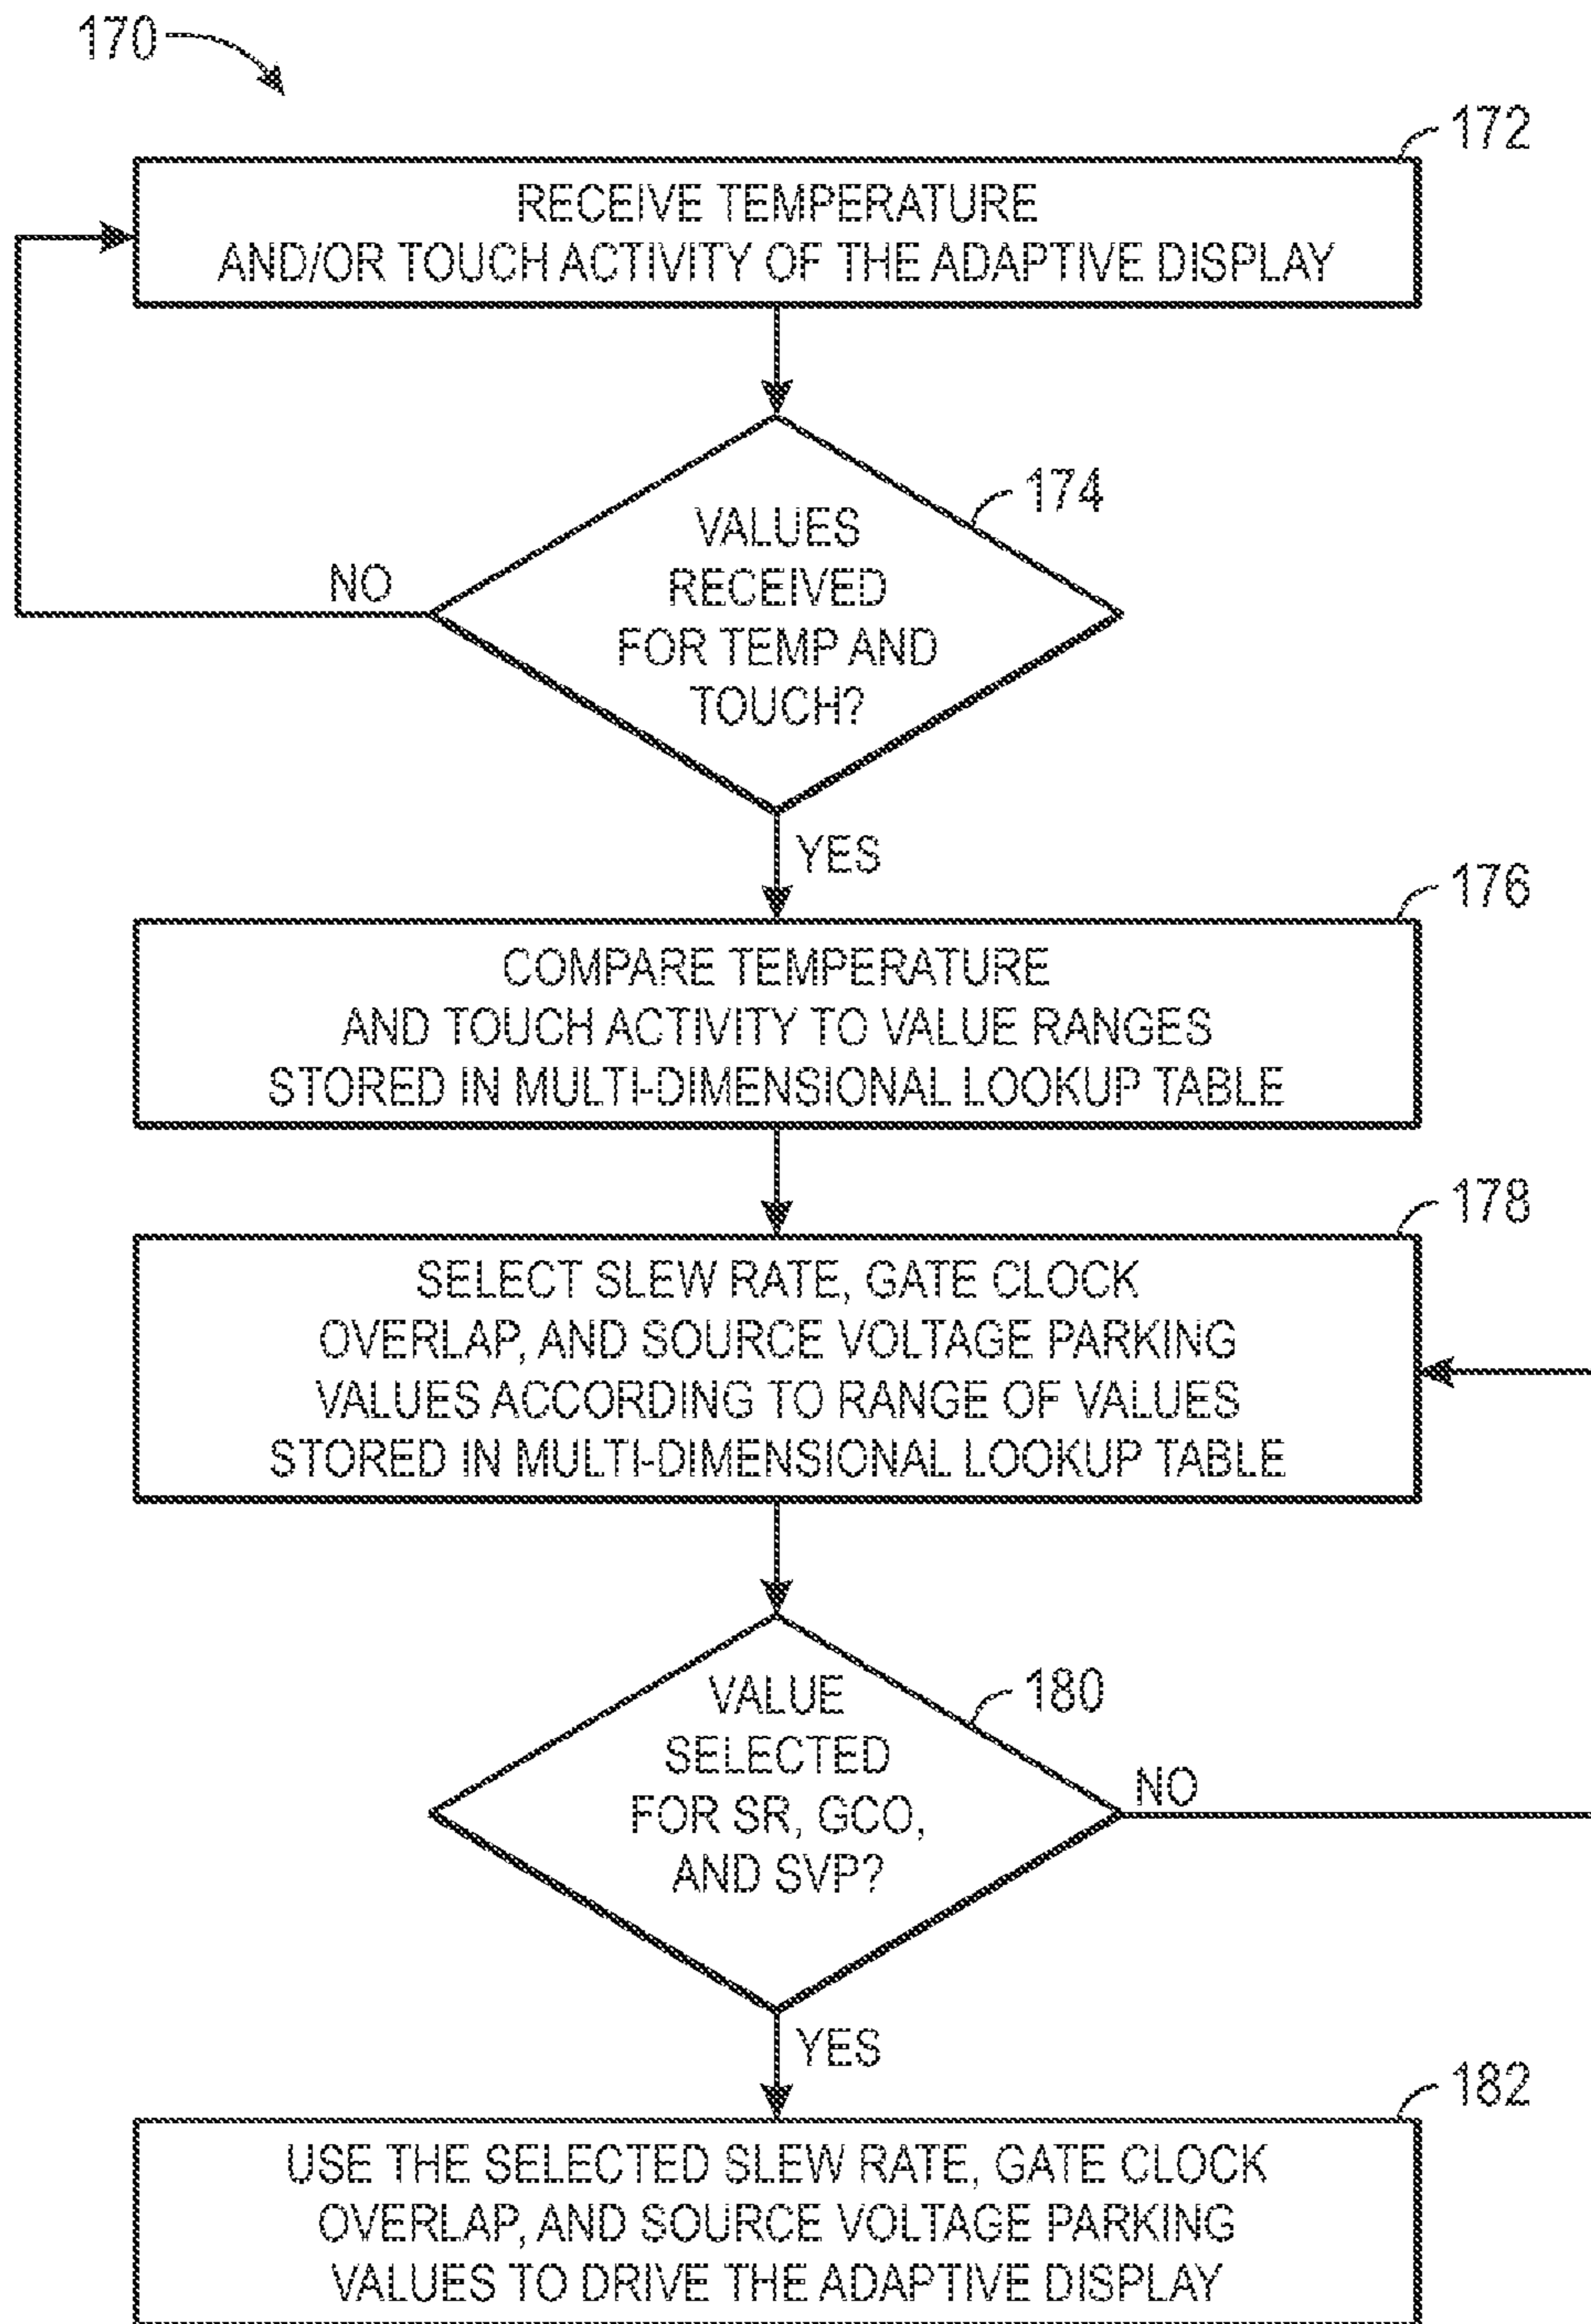 170
172
RECEIVE TEMPERATURE
AND/OR TOUCH ACTIVITY OF THE ADAPTIVE DISPLAY
174
VALUES
RECEIVED
FOR TEMP AND
TOUCH?
NO
YES
176
COMPARE TEMPERATURE
AND TOUCH ACTIVITY TO VALUE RANGES
STORED IN MULTI-DIMENSIONAL LOOKUP TABLE
178
SELECT SLEW RATE, GATE CLOCK
OVERLAP, AND SOURCE VOLTAGE PARKING
VALUES ACCORDING TO RANGE OF VALUES
STORED IN MULTI-DIMENSIONAL LOOKUP TABLE
180
VALUE
SELECTED
FOR SR, GCO,
AND SVP?
NO
YES
182
USE THE SELECTED SLEW RATE, GATE CLOCK
OVERLAP, AND SOURCE VOLTAGE PARKING
VALUES TO DRIVE THE ADAPTIVE DISPLAY